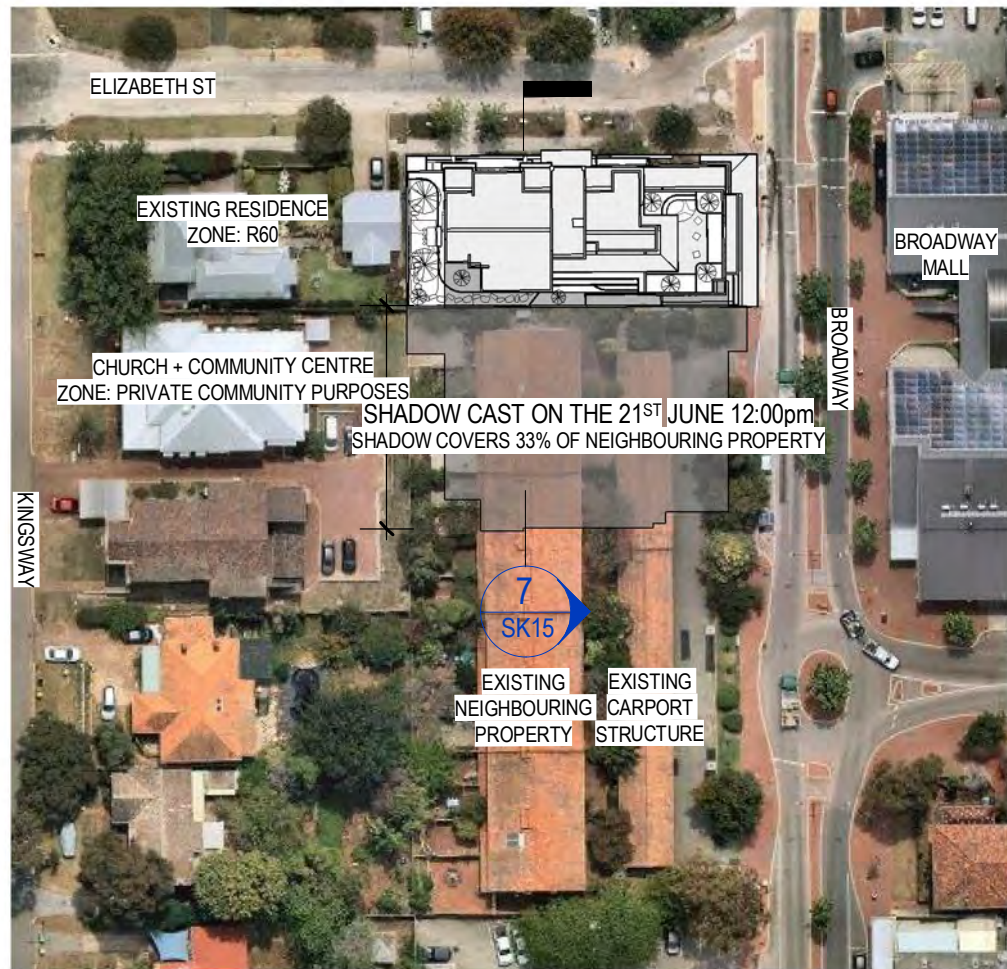 ELIZABETH ST
EXISTING RESIDENCE
ZONE: R60
BROADWAY
MALL
BROADWAY
CHURCH + COMMUNITY CENTRE
ZONE: PRIVATE COMMUNITY PURPOSES
SHADOW CAST ON THE 21ST JUNE 12:00pm
SHADOW COVERS 33% OF NEIGHBOURING PROPERTY
KINGSWAY
7
SK15
EXISTING
NEIGHBOURING
PROPERTY
EXISTING
CARPORT
STRUCTURE